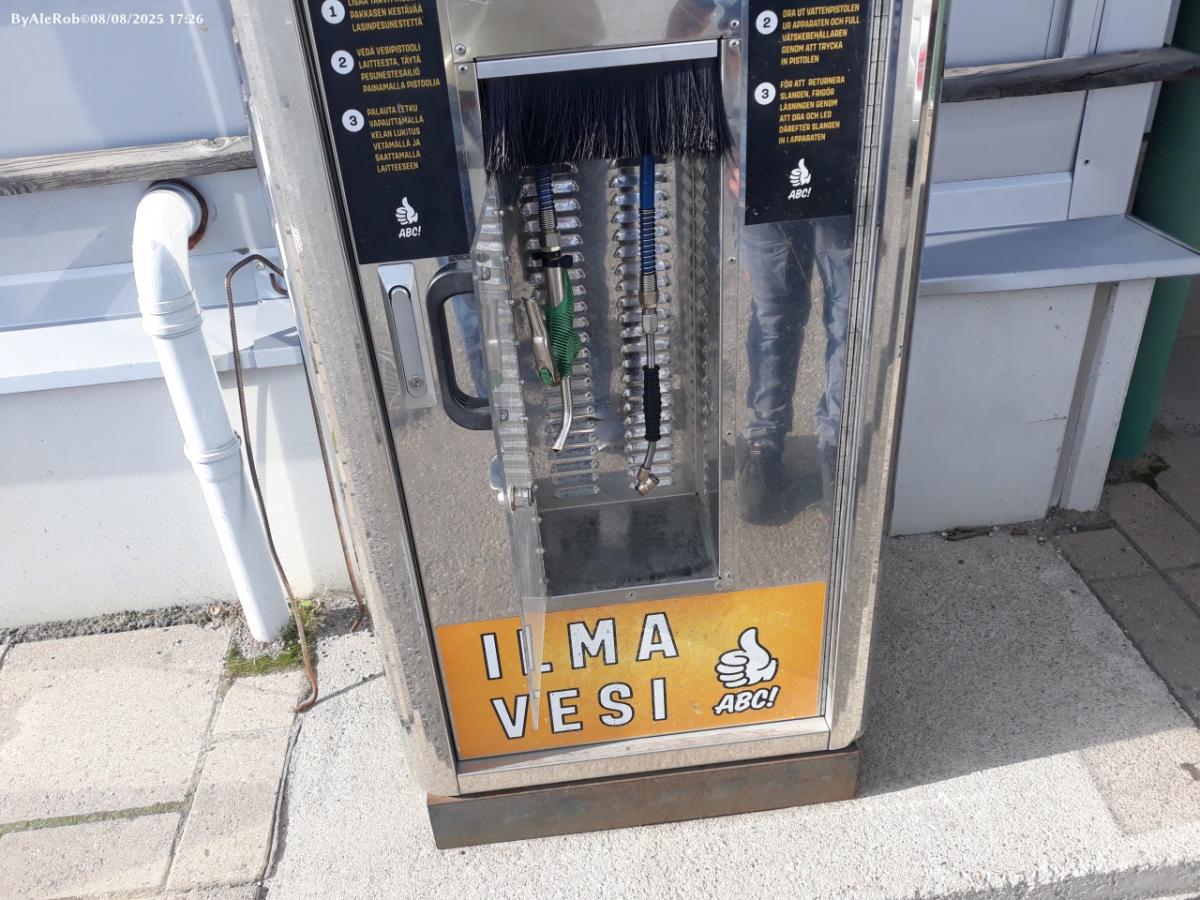 ByAleRob©08/08/2025 17:26
1 LISÄÄ
PAKKASEN KESTÄVÄÄ
LASINPESUNESTETTÄ
2 VEDÄ VESIPISTOOLI
LAITTEESTA, TÄYTÄ
PESUNESTESÄILIÖ
PAINAMALLA PISTOOLIA
3 PALAUTA LETKU
VAPAUTTAMALLA
KELAN LUKITUS
VETÄMÄLLÄ JA
SAATTAMALLA
LAITTEESEEN
ABC!
2 DRA UT VATTENPISTOLEN
UR APPARATEN OCH FYLL
VÄTSKEBEHÅLLAREN
GENOM ATT TRYCKA
IN PISTOLEN
3 FÖR ATT RETURNERA
SLANGEN, FRIGÖR
LÅSNINGEN GENOM
ATT DRA OCH LED
DÄREFTER SLANGEN
IN I APPARATEN
ABC!
ILMA
VESI
ABC!